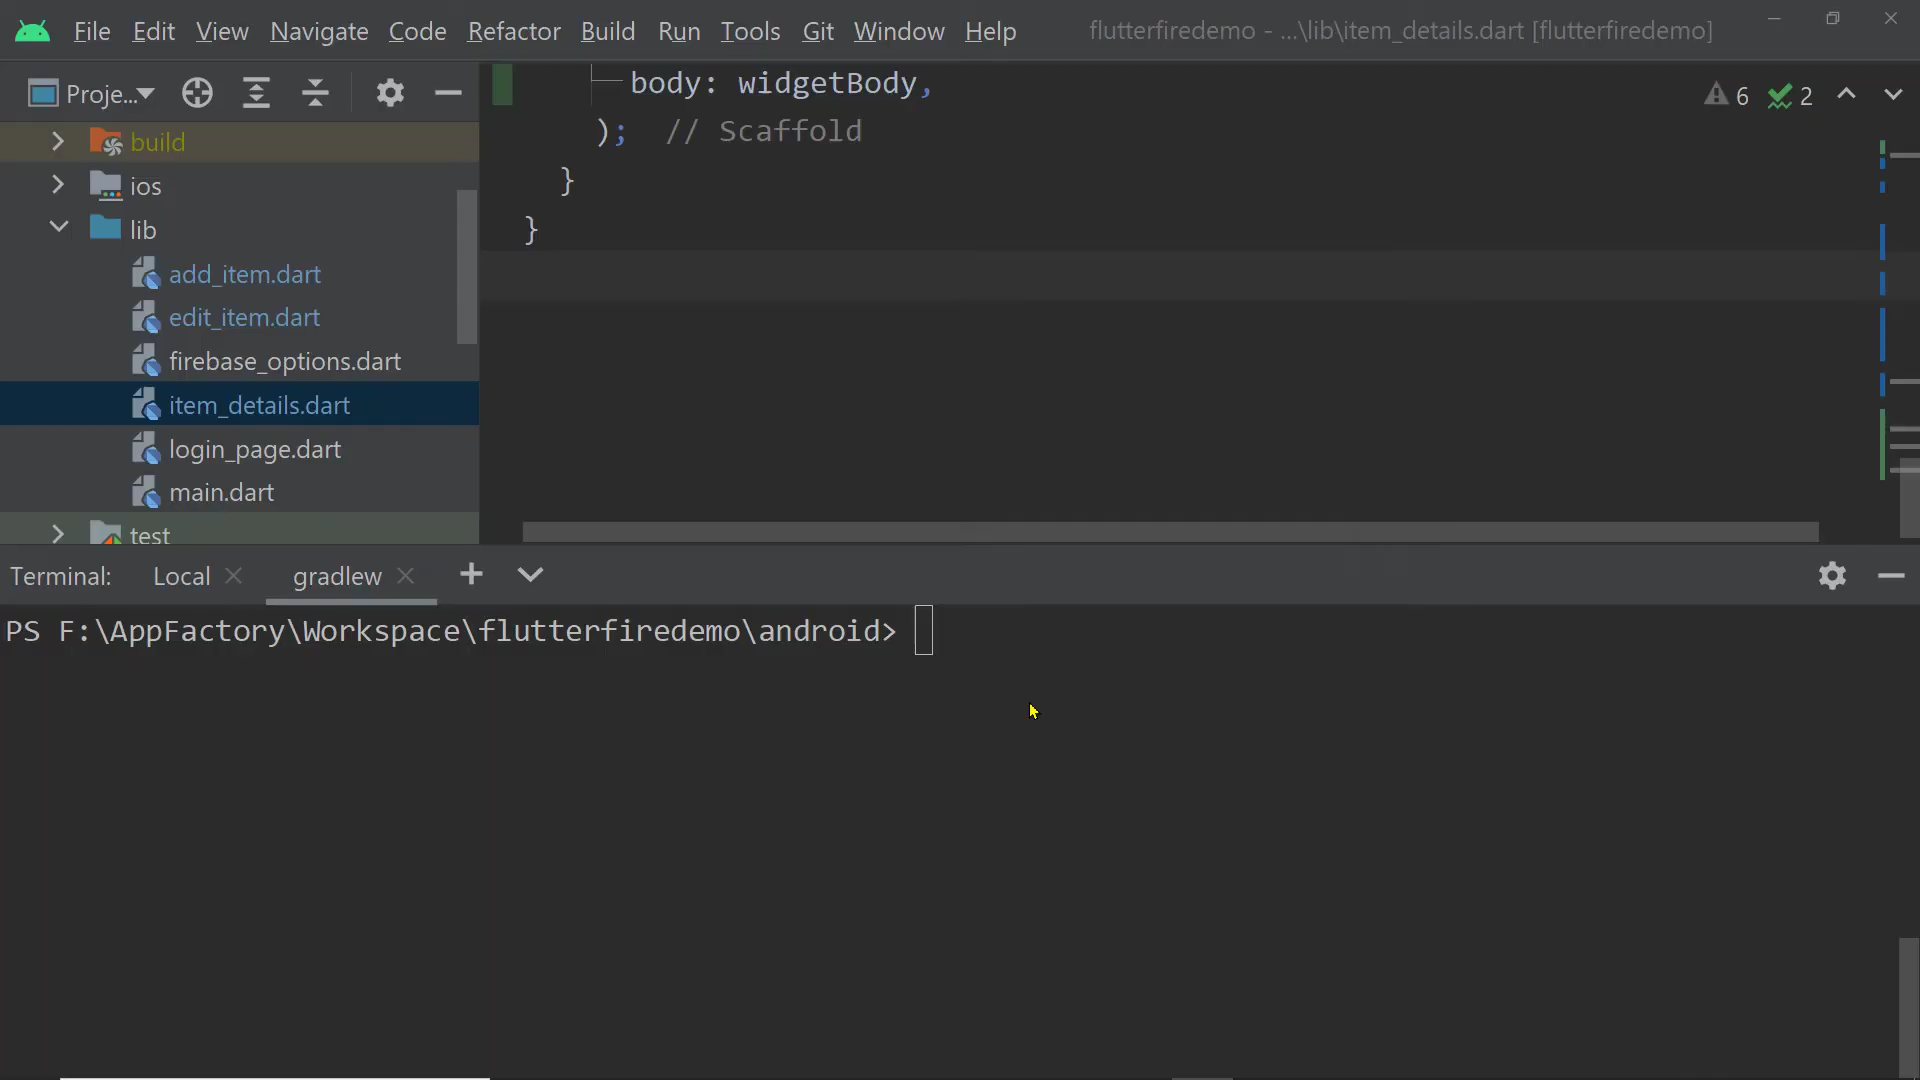 File Edit View Navigate Code Refactor Build Run Tools Git Window Help flutterfiredemo - ...\lib\item_details.dart [flutterfiredemo]
Proje...
build
ios
lib
add_item.dart
edit_item.dart
firebase_options.dart
item_details.dart
login_page.dart
main.dart
test
body: widgetBody,
); // Scaffold
}
}
6 2
Terminal: Local gradlew
PS F:\AppFactory\Workspace\flutterfiredemo\android>